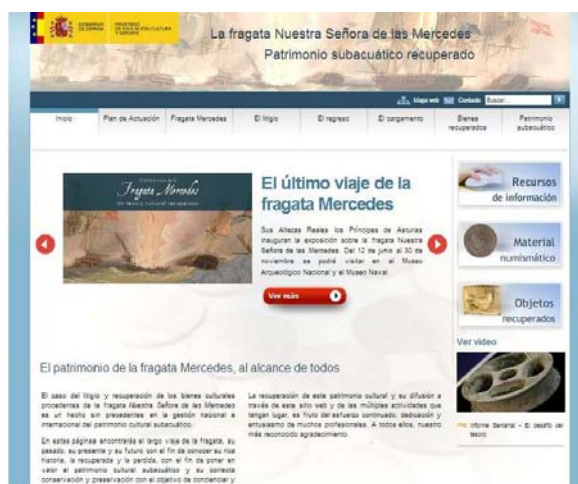 GOBIERNO DE ESPAÑA
MINISTERIO DE EDUCACIÓN, CULTURA Y DEPORTE
La fragata Nuestra Señora de las Mercedes
Patrimonio subacuático recuperado
Mapa web Contacto Buscar...
Inicio Plan de Actuación Fragata Mercedes El litigio El regreso El cargamento Bienes recuperados Patrimonio subacuático
Fragata Mercedes
El último viaje de la
fragata Mercedes
Sus Altezas Reales los Príncipes de Asturias
inauguran la exposición sobre la fragata Nuestra
Señora de las Mercedes. Del 12 de junio al 30 de
noviembre se podrá visitar en el Museo
Arqueológico Nacional y el Museo Naval.
Ver más
Recursos
de información
Material
numismático
Objetos
recuperados
Ver vídeo
Informe Semanal - El desafío del
tesoro
El patrimonio de la fragata Mercedes, al alcance de todos
El caso del litigio y recuperación de los bienes culturales
procedentes de la fragata Nuestra Señora de las Mercedes
es un hecho sin precedentes en la gestión nacional e
internacional del patrimonio cultural subacuático.
En estas páginas encontrarás el largo viaje de la fragata, su
pasado, su presente y su futuro con el fin de conocer su rica
historia, la recuperada y la perdida, con el fin de poner en
valor el patrimonio cultural subacuático y su correcta
conservación y preservación con el objetivo de concienciar y
La recuperación de este patrimonio cultural y su difusión a
través de este sitio web y de las múltiples actividades que
tengan lugar, es fruto del esfuerzo continuado, dedicación y
entusiasmo de muchos profesionales. A todos ellos, nuestro
más reconocido agradecimiento.